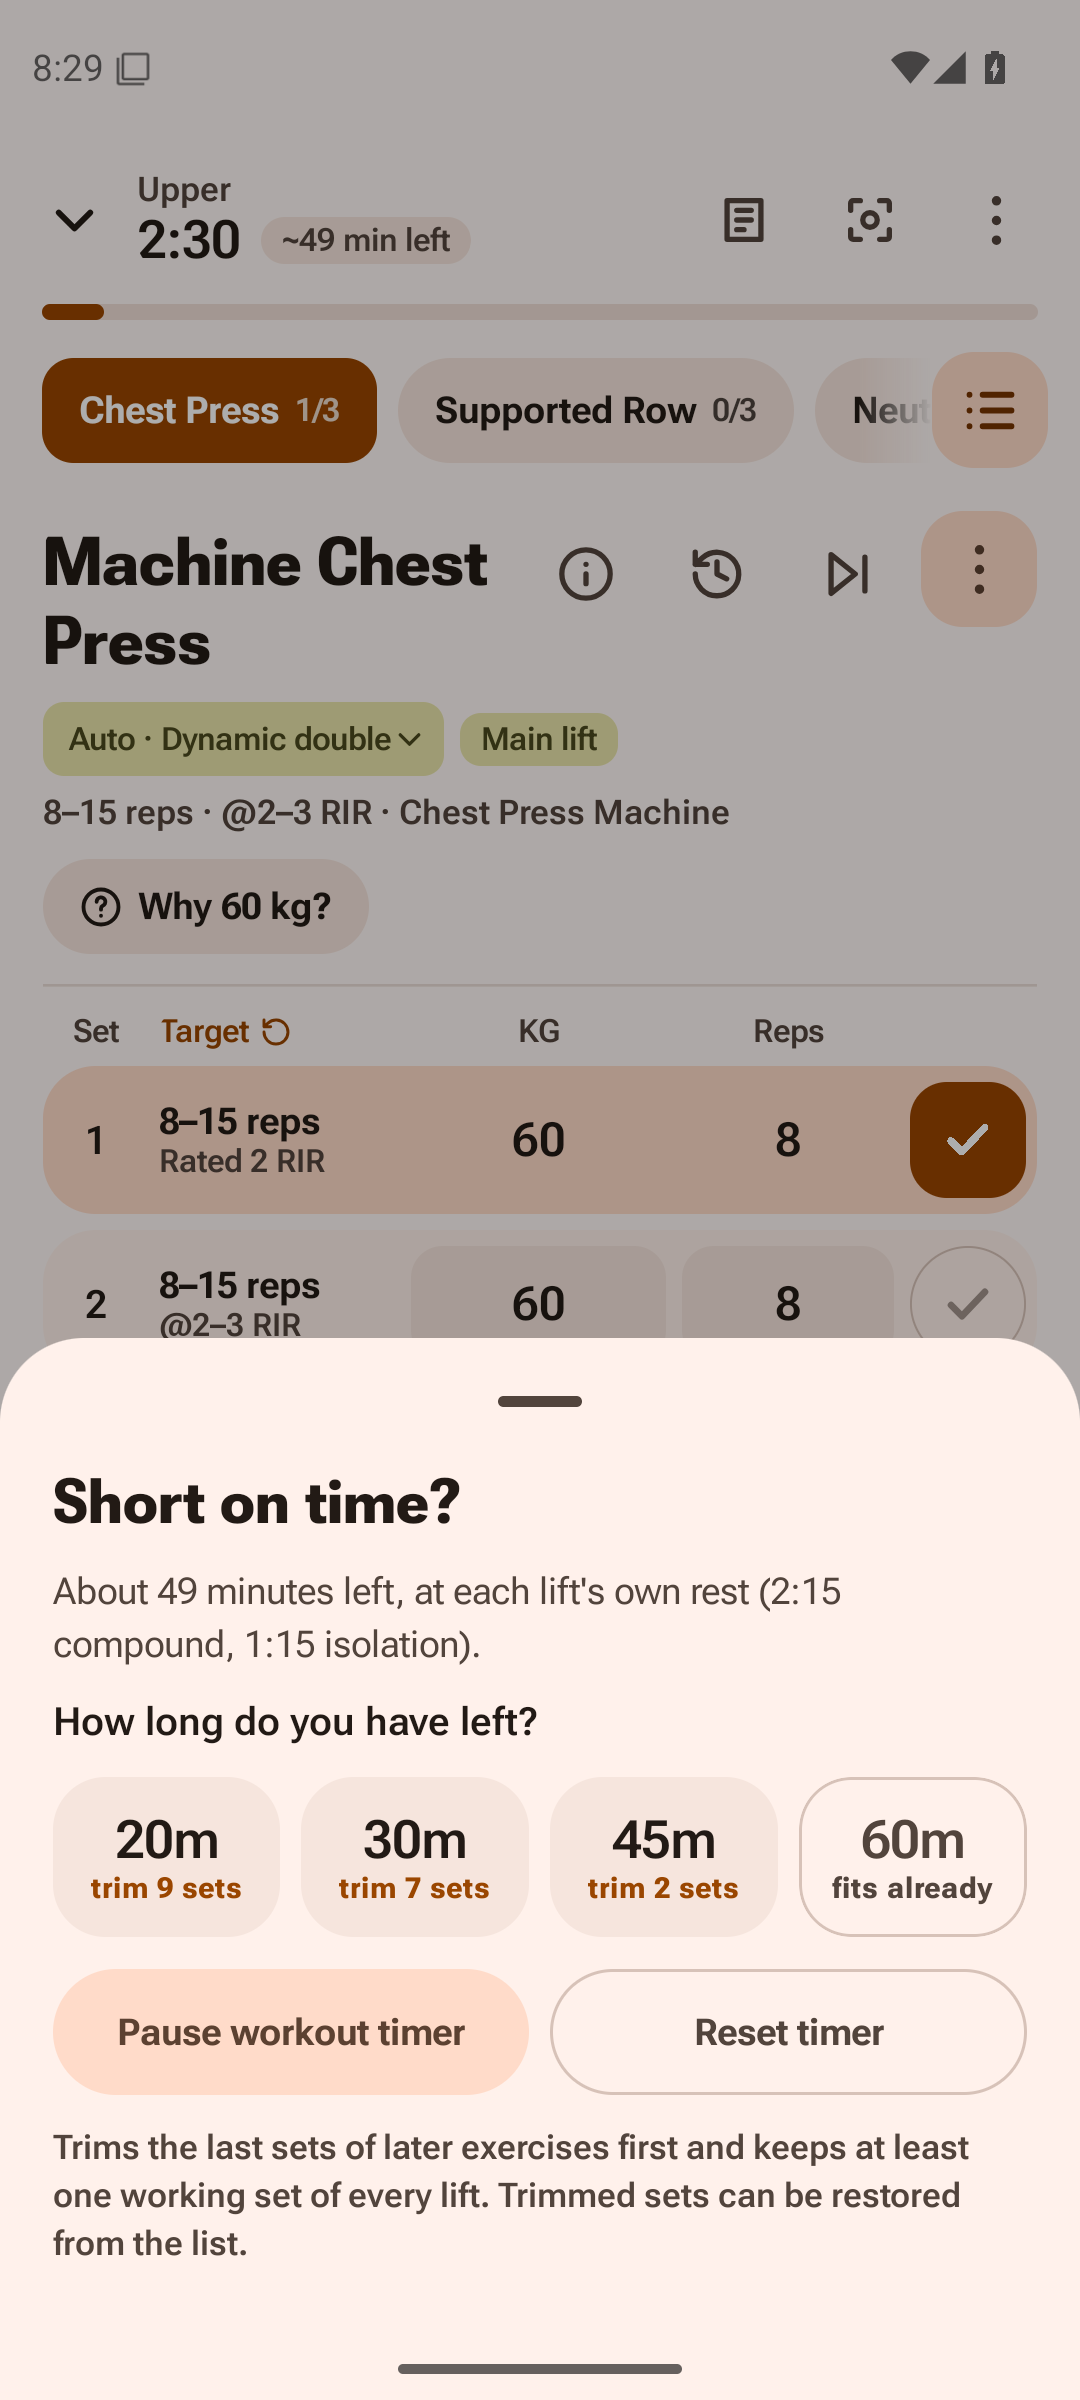 8:29
Upper
2:30 ~49 min left
Chest Press 1/3 Supported Row 0/3 Neut
Machine Chest
Press
Auto · Dynamic double Main lift
8–15 reps · @2–3 RIR · Chest Press Machine
Why 60 kg?
Set Target KG Reps
1 8–15 reps 60 8
Rated 2 RIR
2 8–15 reps 60 8
@2–3 RIR
Short on time?
About 49 minutes left, at each lift's own rest (2:15
compound, 1:15 isolation).
How long do you have left?
20m 30m 45m 60m
trim 9 sets trim 7 sets trim 2 sets fits already
Pause workout timer Reset timer
Trims the last sets of later exercises first and keeps at least
one working set of every lift. Trimmed sets can be restored
from the list.